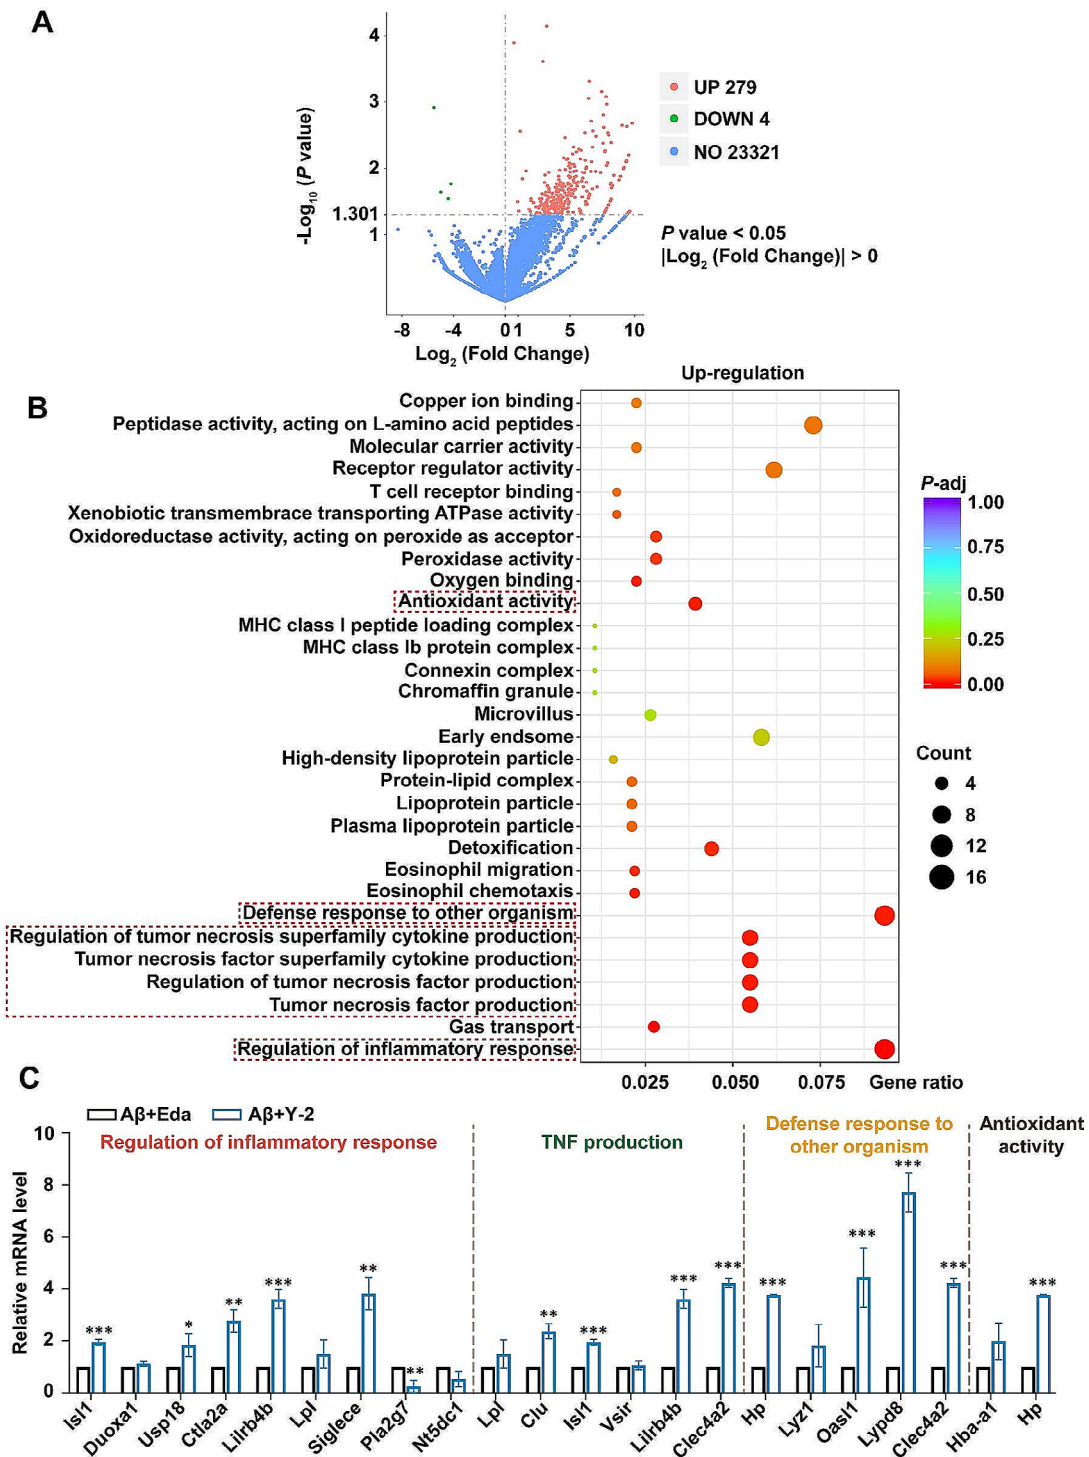 A
4
3
2
1.301
1
-Log10 (P value)
-8 -4 0 1 5 10
Log2 (Fold Change)
UP 279
DOWN 4
NO 23321
P value < 0.05
|Log2 (Fold Change)| > 0
B
Up-regulation
Copper ion binding
Peptidase activity, acting on L-amino acid peptides
Molecular carrier activity
Receptor regulator activity
T cell receptor binding
Xenobiotic transmembrace transporting ATPase activity
Oxidoreductase activity, acting on peroxide as acceptor
Peroxidase activity
Oxygen binding
Antioxidant activity
MHC class I peptide loading complex
MHC class Ib protein complex
Connexin complex
Chromaffin granule
Microvillus
Early endsome
High-density lipoprotein particle
Protein-lipid complex
Lipoprotein particle
Plasma lipoprotein particle
Detoxification
Eosinophil migration
Eosinophil chemotaxis
Defense response to other organism
Regulation of tumor necrosis superfamily cytokine production
Tumor necrosis factor superfamily cytokine production
Regulation of tumor necrosis factor production
Tumor necrosis factor production
Gas transport
Regulation of inflammatory response
0.025 0.050 0.075 Gene ratio
P-adj
1.00
0.75
0.50
0.25
0.00
Count
4
8
12
16
C
Aβ+Eda Aβ+Y-2
Regulation of inflammatory response
TNF production
Defense response to
other organism
Antioxidant
activity
Relative mRNA level
10
8
6
4
2
0
*** * ** *** ** ** ** *** *** *** *** *** *** *** ***
Isl1 Duoxa1 Usp18 Ctla2a Lilrb4b Lpl Siglece Pla2g7 Nt5dc1 Lpl Clu Isl1 Vsir Lilrb4b Clec4a2 Hp Lyz1 Oasl1 Lypd8 Clec4a2 Hba-a1 Hp